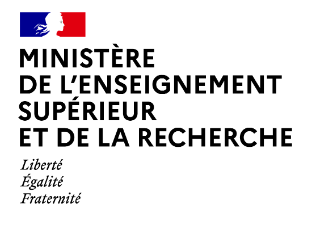 MINISTÈRE
DE L’ENSEIGNEMENT
SUPÉRIEUR
ET DE LA RECHERCHE
Liberté
Égalité
Fraternité